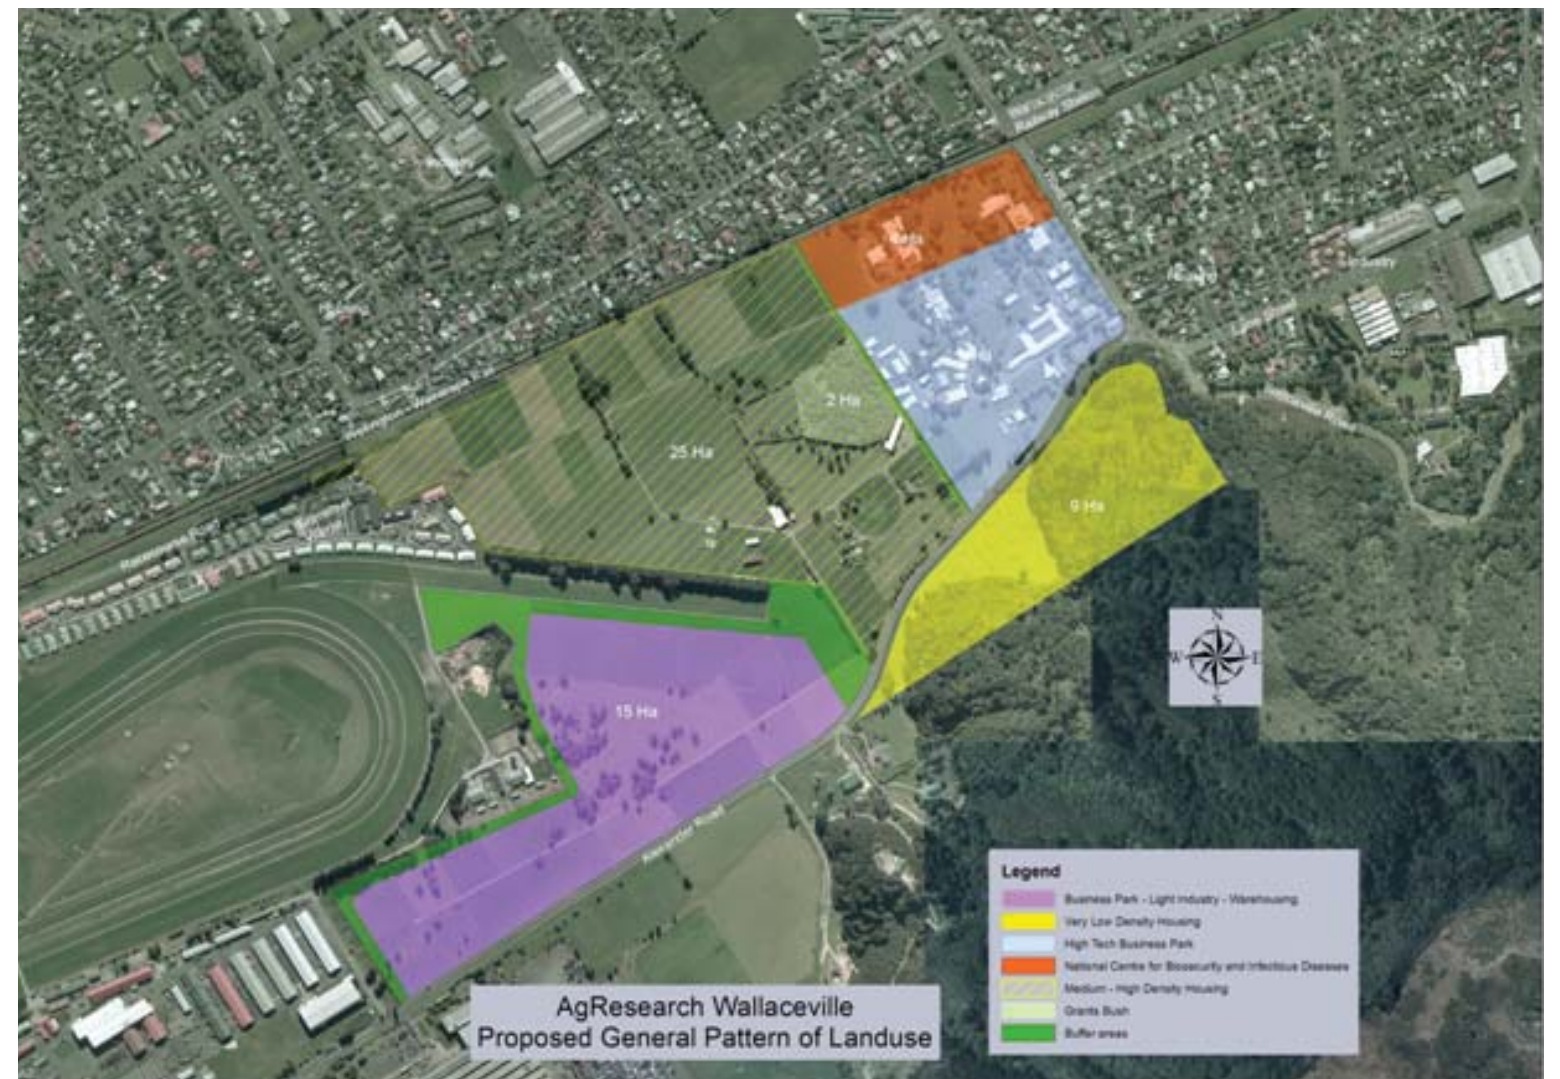 25 Ha
2 Ha
9 Ha
15 Ha
Alexander Road
N
W
E
S
Legend
Business Park - Light Industry - Warehousing
Very Low Density Housing
High Tech Business Park
National Centre for Biosecurity and Infectious Diseases
Medium - High Density Housing
Grants Bush
Buffer areas
AgResearch Wallaceville
Proposed General Pattern of Landuse